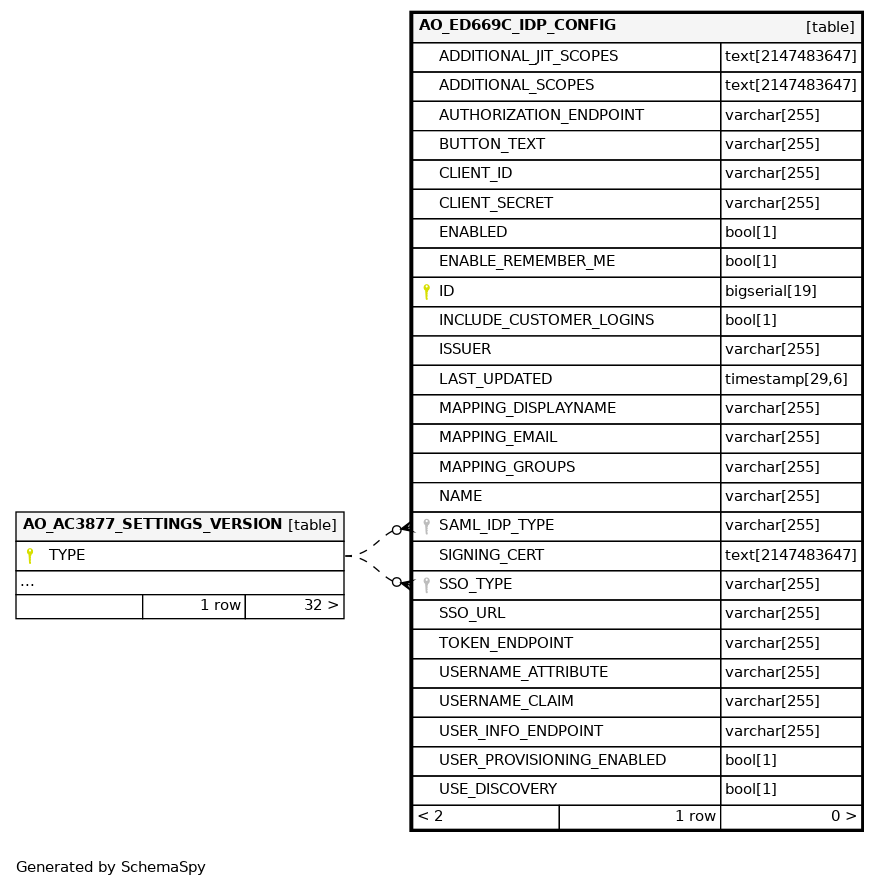 AO_ED669C_IDP_CONFIG [table]
ADDITIONAL_JIT_SCOPES text[2147483647]
ADDITIONAL_SCOPES text[2147483647]
AUTHORIZATION_ENDPOINT varchar[255]
BUTTON_TEXT varchar[255]
CLIENT_ID varchar[255]
CLIENT_SECRET varchar[255]
ENABLED bool[1]
ENABLE_REMEMBER_ME bool[1]
ID bigserial[19]
INCLUDE_CUSTOMER_LOGINS bool[1]
ISSUER varchar[255]
LAST_UPDATED timestamp[29,6]
MAPPING_DISPLAYNAME varchar[255]
MAPPING_EMAIL varchar[255]
MAPPING_GROUPS varchar[255]
NAME varchar[255]
SAML_IDP_TYPE varchar[255]
SIGNING_CERT text[2147483647]
SSO_TYPE varchar[255]
SSO_URL varchar[255]
TOKEN_ENDPOINT varchar[255]
USERNAME_ATTRIBUTE varchar[255]
USERNAME_CLAIM varchar[255]
USER_INFO_ENDPOINT varchar[255]
USER_PROVISIONING_ENABLED bool[1]
USE_DISCOVERY bool[1]
< 2 1 row 0 >
AO_AC3877_SETTINGS_VERSION [table]
TYPE
...
1 row 32 >
Generated by SchemaSpy